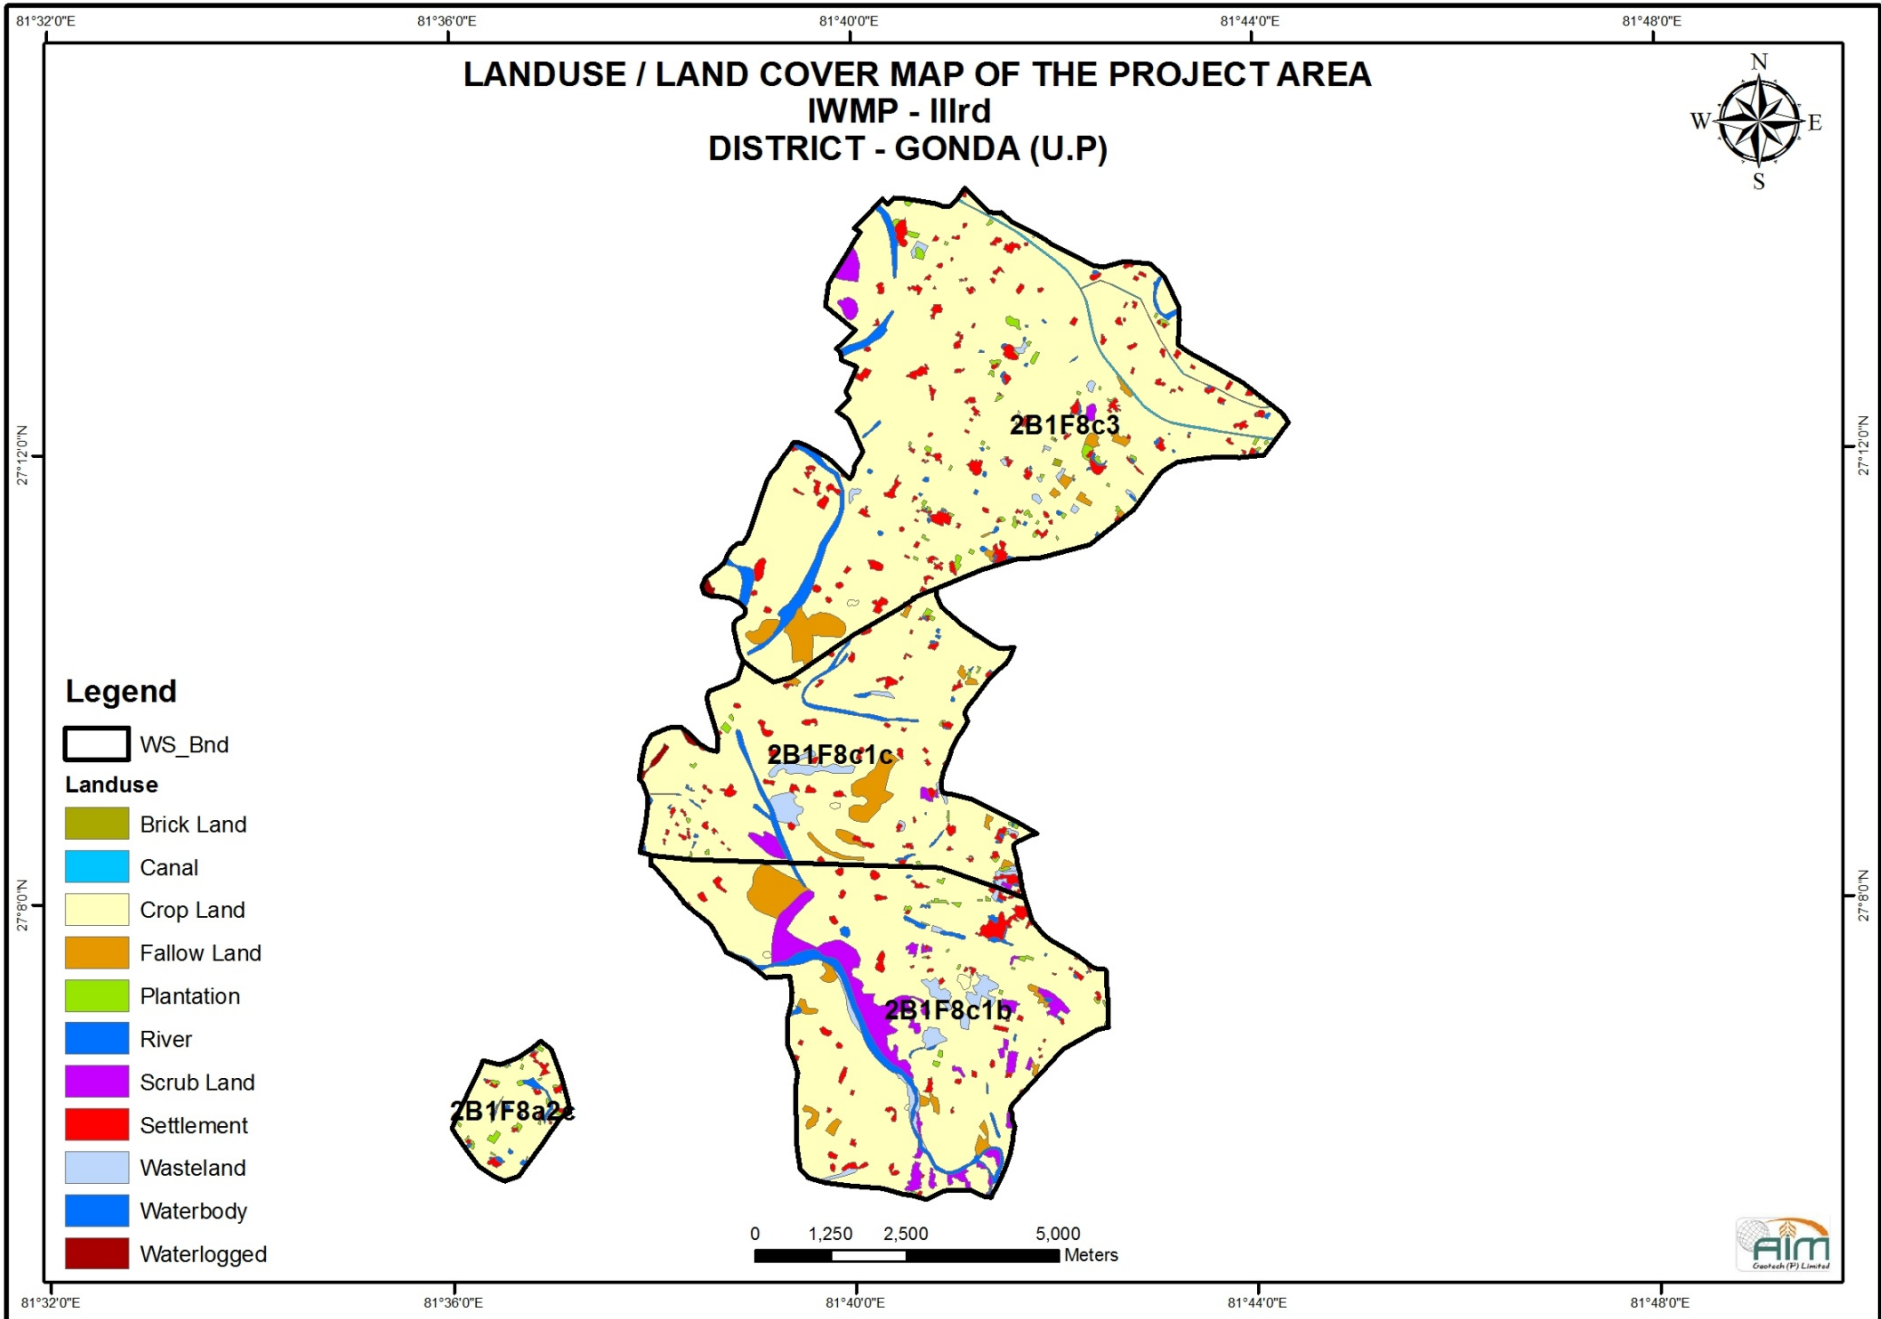 81°32'0"E 81°36'0"E 81°40'0"E 81°44'0"E 81°48'0"E
LANDUSE / LAND COVER MAP OF THE PROJECT AREA
IWMP - IIIrd
DISTRICT - GONDA (U.P)
N
W E
S
27°12'0"N
27°12'0"N
2B1F8c3
Legend
WS_Bnd
Landuse
Brick Land
Canal
Crop Land
Fallow Land
Plantation
River
Scrub Land
Settlement
Wasteland
Waterbody
Waterlogged
2B1F8c1c
27°8'0"N
27°8'0"N
2B1F8c1b
2B1F8a2c
0 1,250 2,500 5,000
Meters
AIM
Geotech (P) Limited
81°32'0"E 81°36'0"E 81°40'0"E 81°44'0"E 81°48'0"E